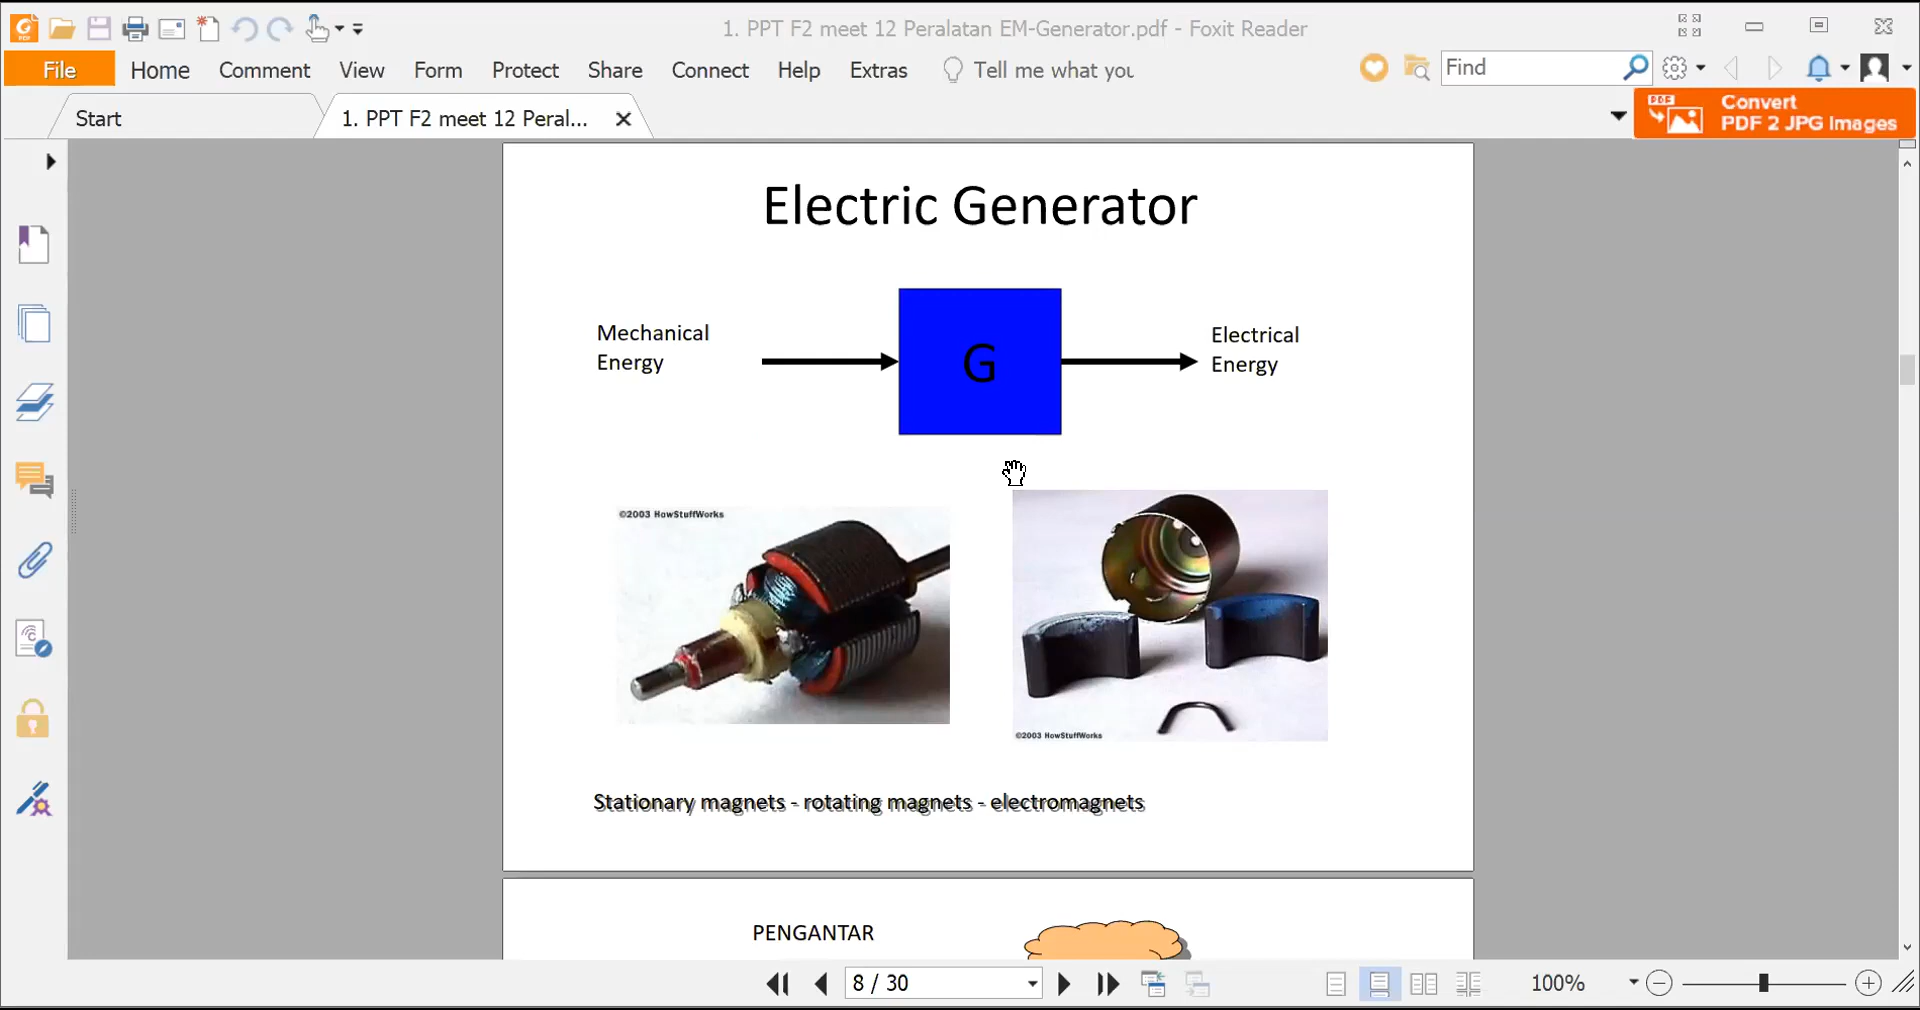 1. PPT F2 meet 12 Peralatan EM-Generator.pdf - Foxit Reader
File Home Comment View Form Protect Share Connect Help Extras Tell me what you
Find
Start
1. PPT F2 meet 12 Peral...
PDF
Convert
PDF 2 JPG Images
Electric Generator
Mechanical
Energy
G
Electrical
Energy
©2003 HowStuffWorks
©2003 HowStuffWorks
Stationary magnets - rotating magnets - electromagnets
PENGANTAR
8 / 30
100%